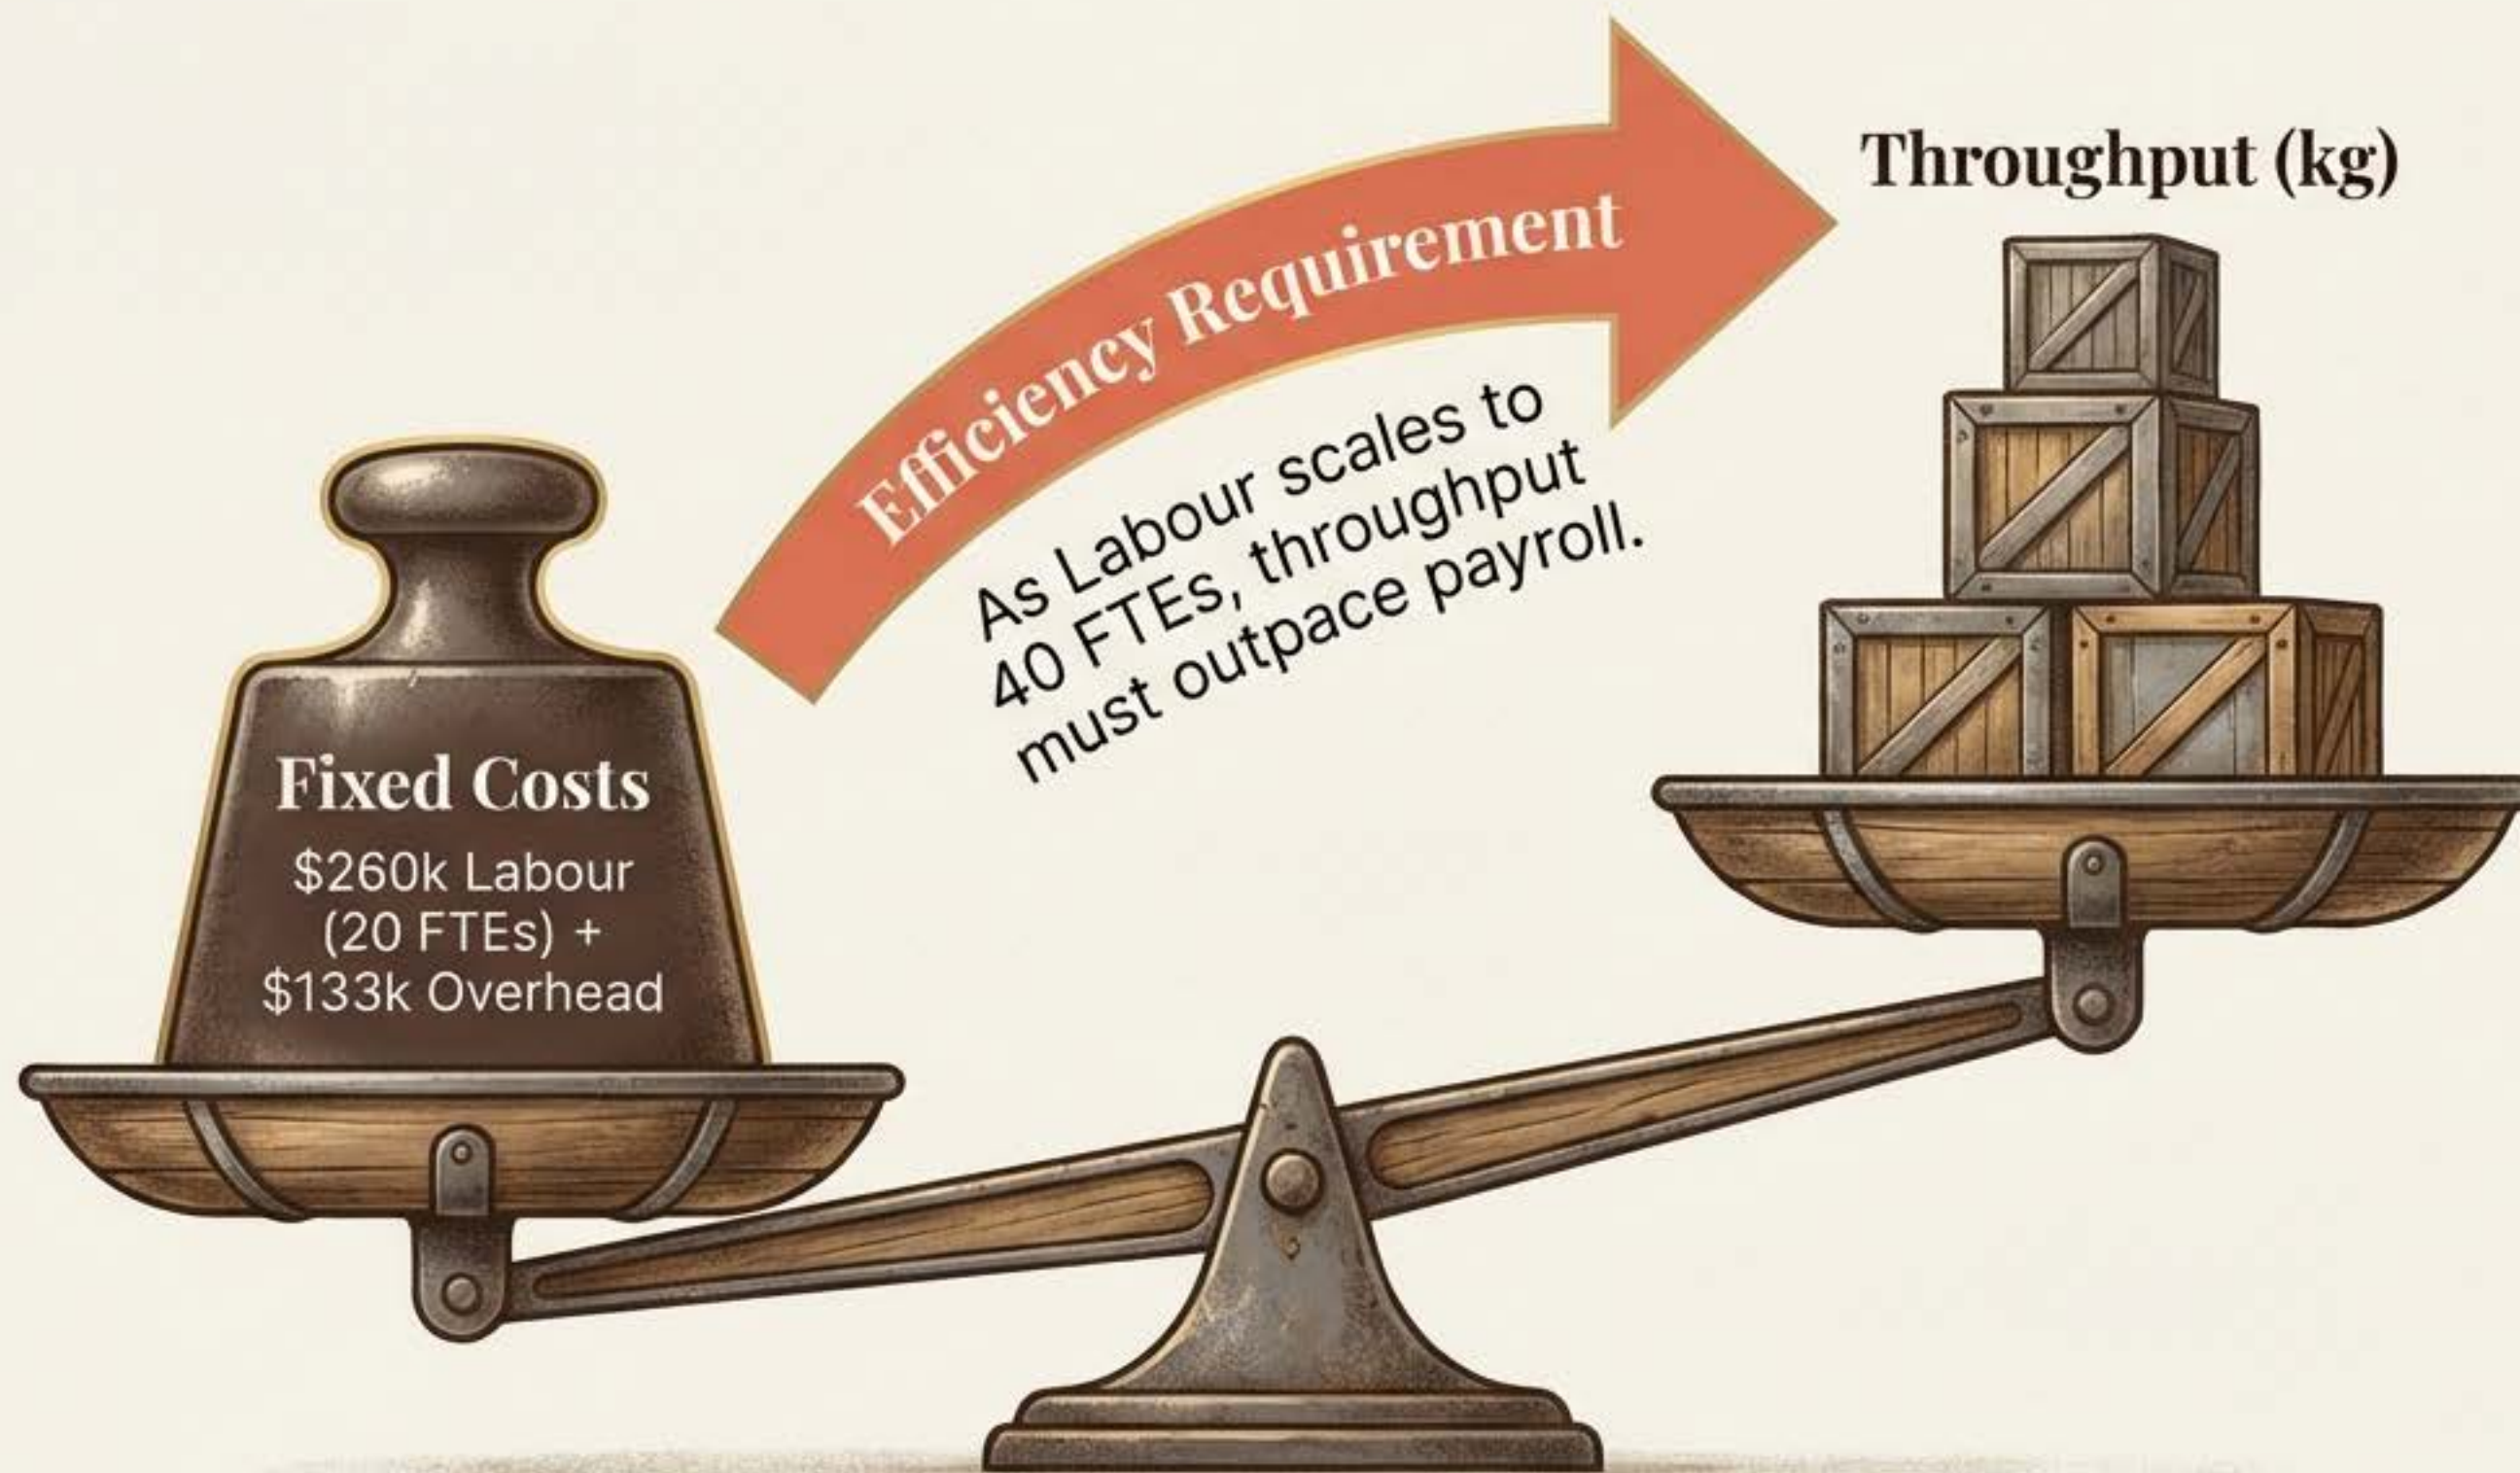 Efficiency Requirement
As Labour scales to
40 FTEs, throughput
must outpace payroll.
Throughput (kg)
Fixed Costs
$260k Labour
(20 FTEs) +
$133k Overhead